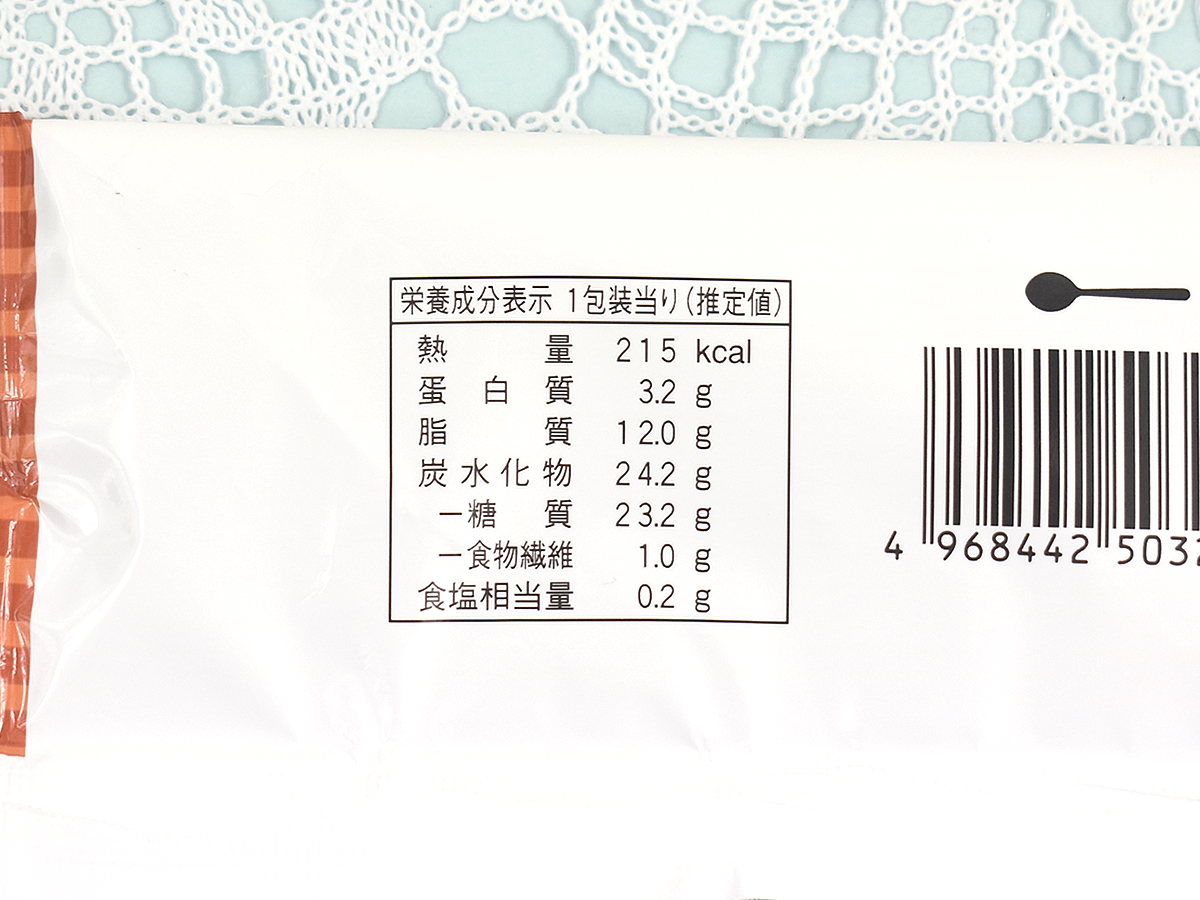 栄養成分表示 1包装当り(推定値)
熱量 215 kcal
蛋白質 3.2 g
脂質 12.0 g
炭水化物 24.2 g
ー糖質 23.2 g
ー食物繊維 1.0 g
食塩相当量 0.2 g
4 968442 5032